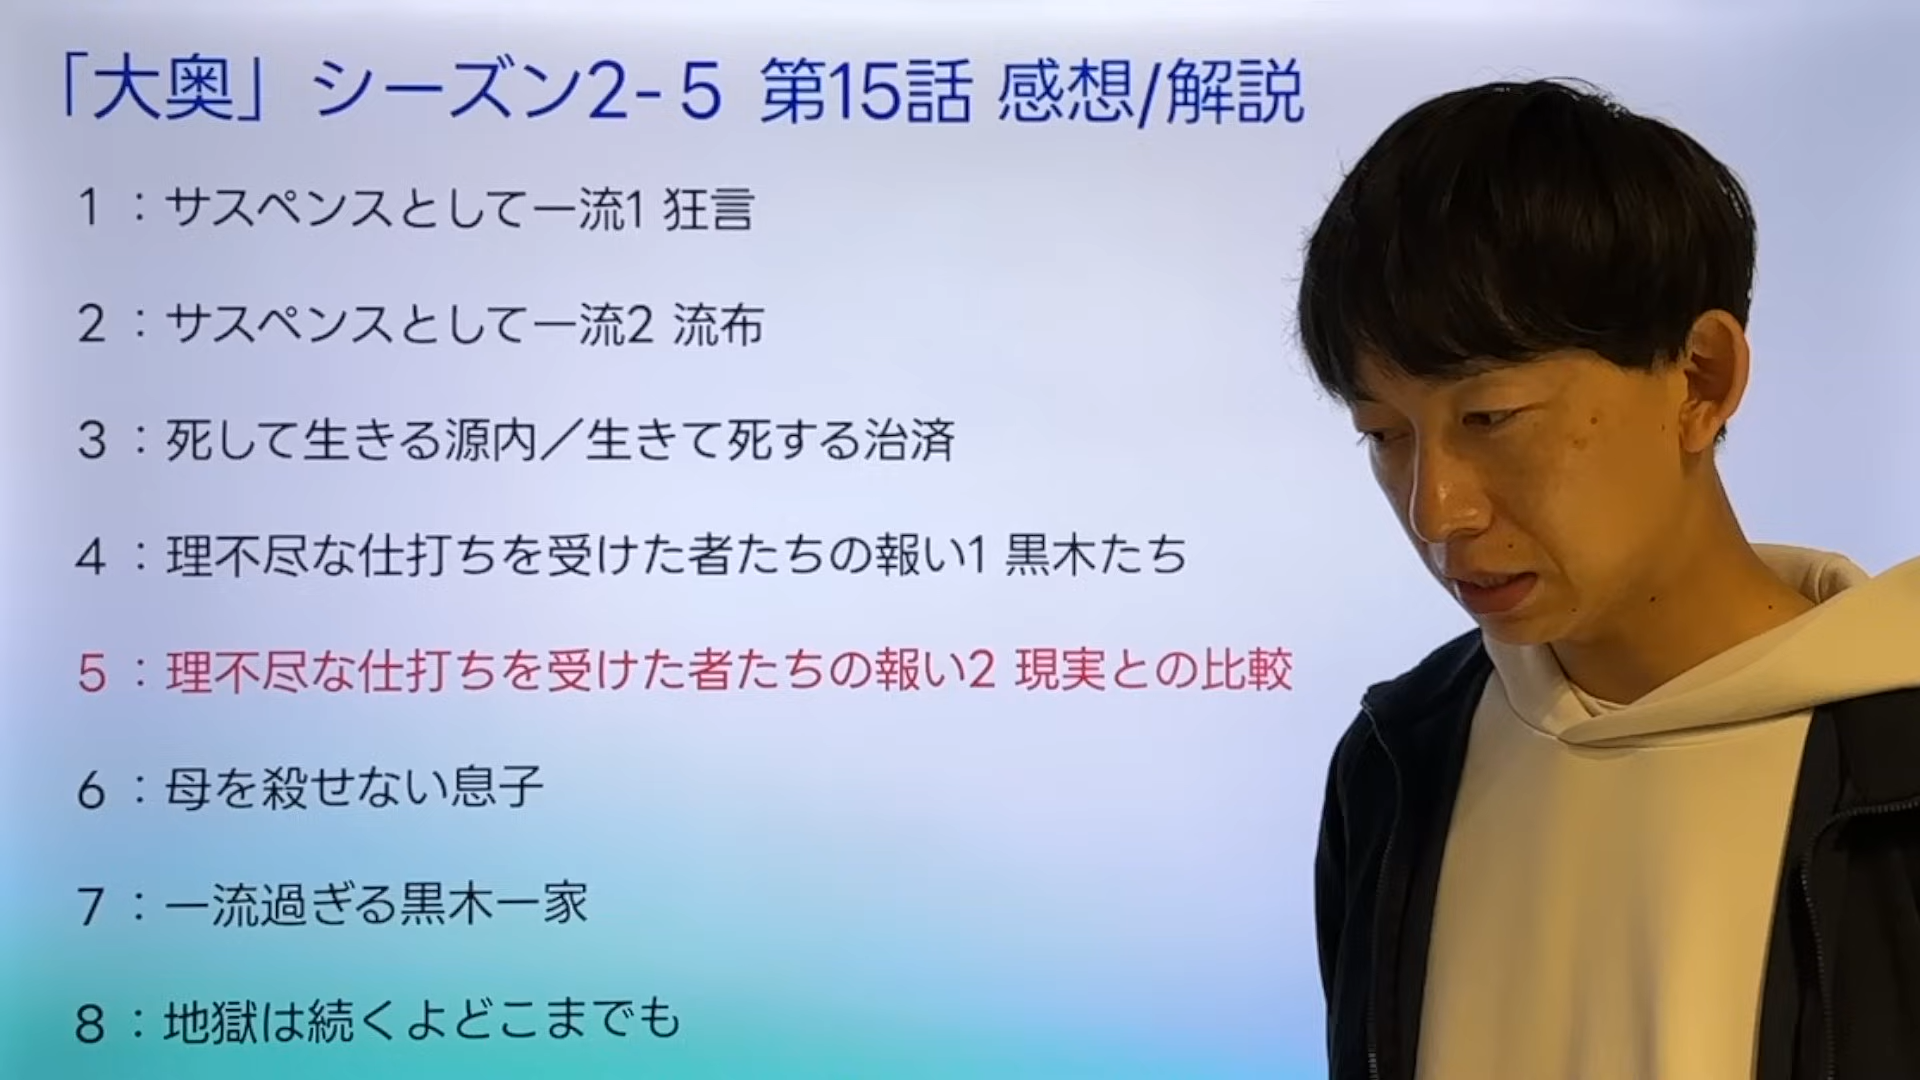 「大奥」シーズン2-5 第15話 感想/解説
1：サスペンスとして一流1 狂言
2：サスペンスとして一流2 流布
3：死して生きる源内／生きて死する治済
4：理不尽な仕打ちを受けた者たちの報い1 黒木たち
5：理不尽な仕打ちを受けた者たちの報い2 現実との比較
6：母を殺せない息子
7：一流過ぎる黒木一家
8：地獄は続くよどこまでも